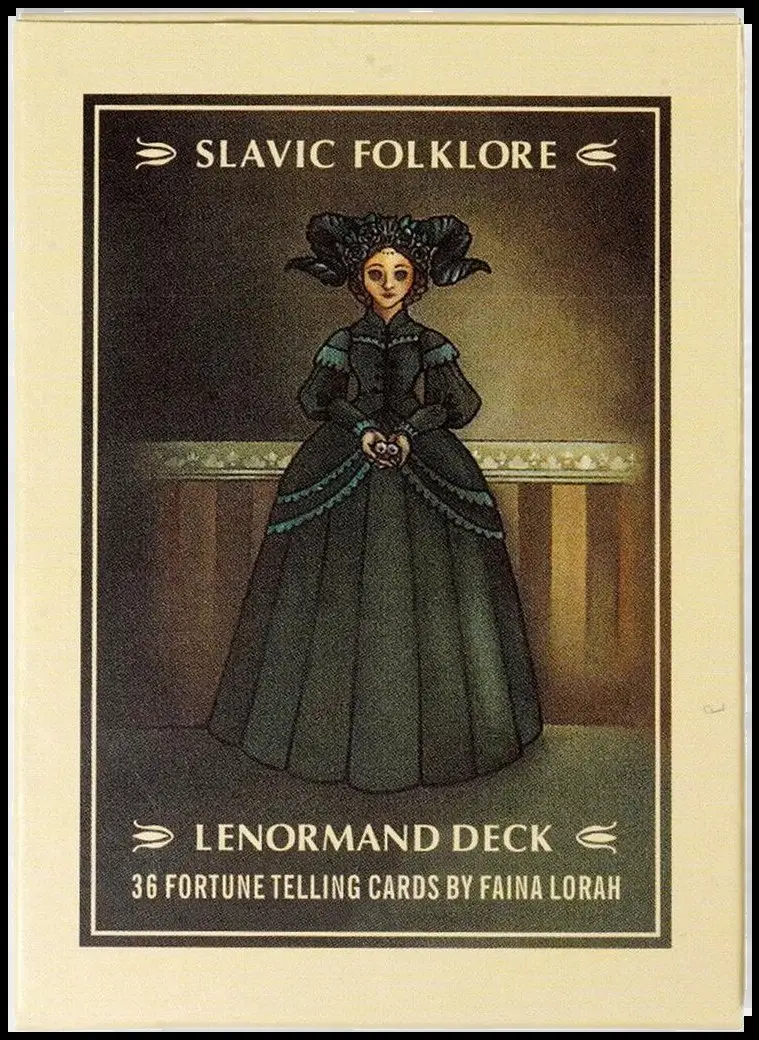 SLAVIC FOLKLORE
LENORMAND DECK
36 FORTUNE TELLING CARDS BY FAINA LORAH